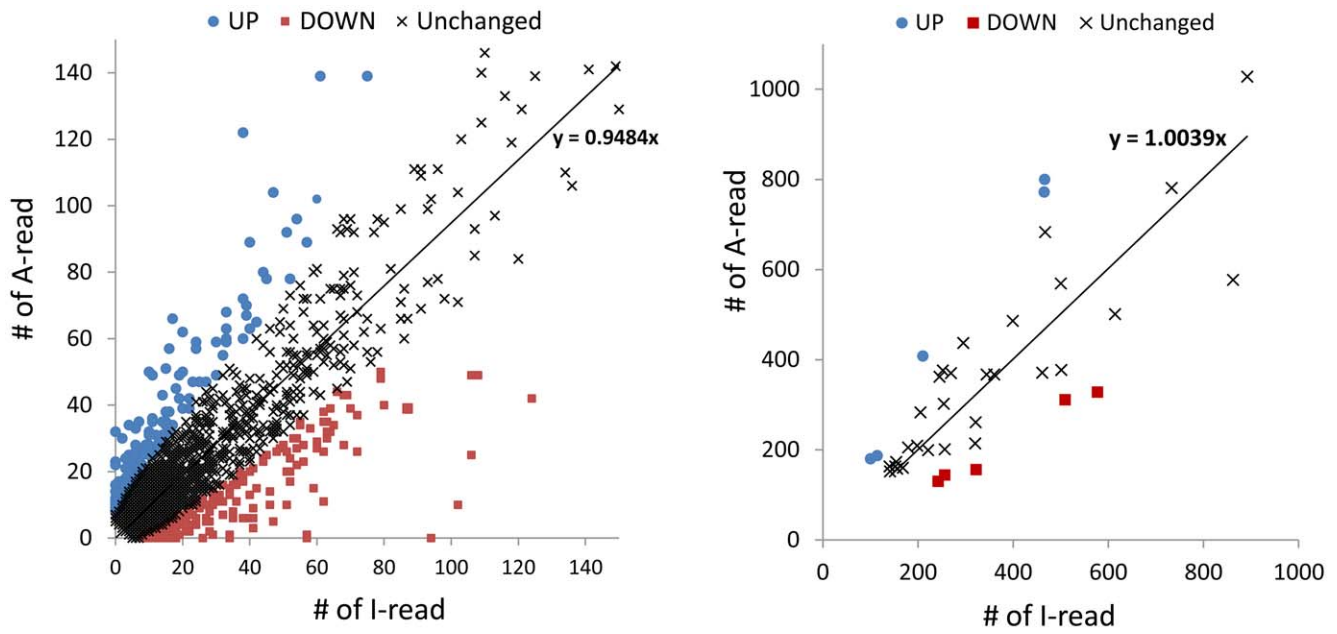 UP DOWN Unchanged
140
120
100
80
60
40
20
0
# of A-read
y = 0.9484x
0 20 40 60 80 100 120 140
# of I-read
UP DOWN Unchanged
1000
800
600
400
200
0
# of A-read
y = 1.0039x
0 200 400 600 800 1000
# of I-read